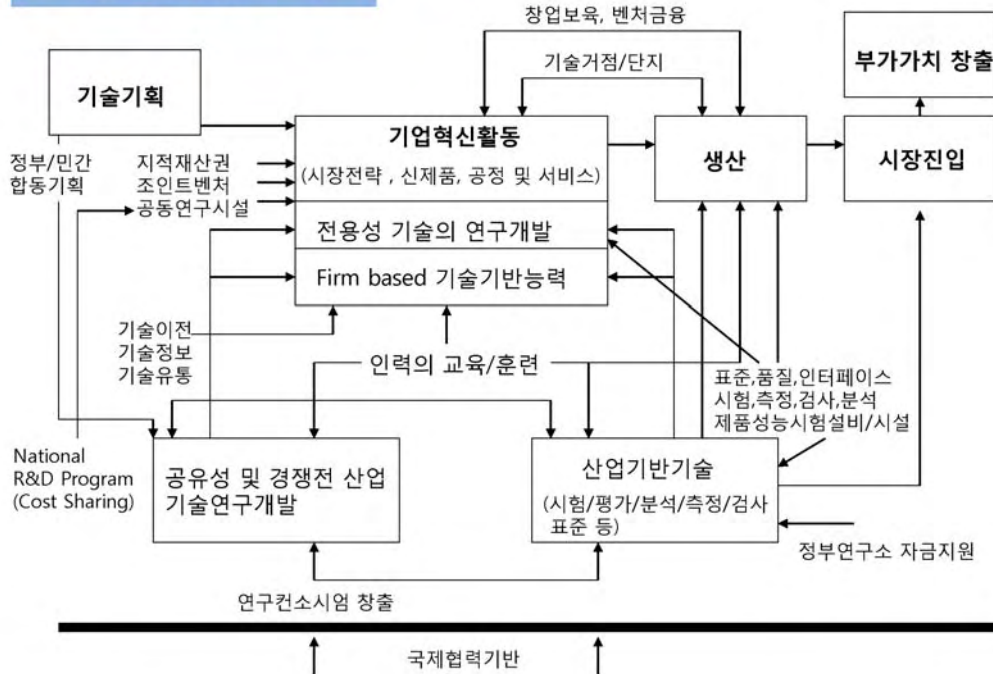 창업보육, 벤처금융
기술거점/단지
부가가치 창출
기술기획
기업혁신활동
(시장전략 , 신제품, 공정 및 서비스)
생산
시장진입
정부/민간
합동기획
지적재산권
조인트벤처
공동연구시설
전용성 기술의 연구개발
Firm based 기술기반능력
기술이전
기술정보
기술유통
인력의 교육/훈련
표준,품질,인터페이스
시험,측정,검사,분석
제품성능시험설비/시설
National
R&D Program
(Cost Sharing)
공유성 및 경쟁전 산업
기술연구개발
산업기반기술
(시험/평가/분석/측정/검사
표준 등)
정부연구소 자금지원
연구컨소시엄 창출
국제협력기반